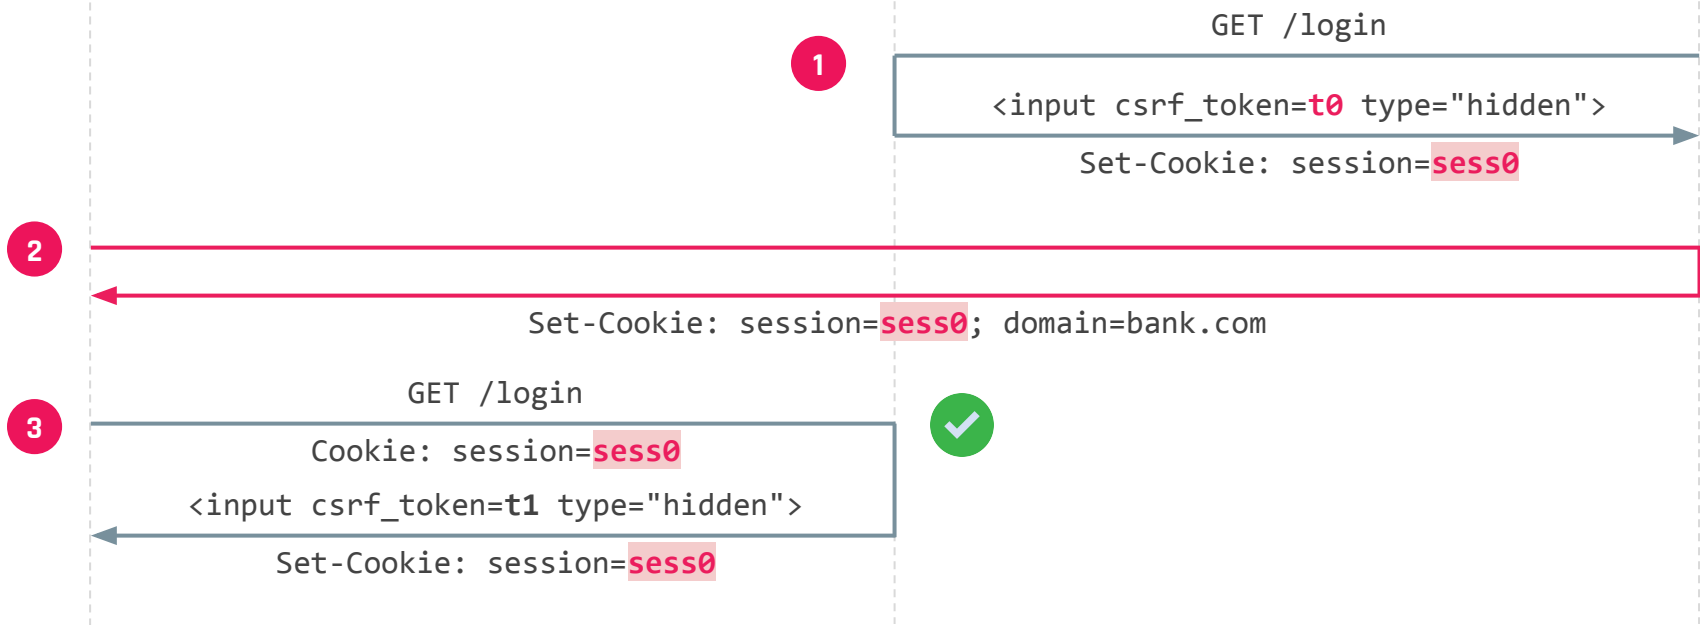 GET /login
1
<input csrf_token=t0 type="hidden">
Set-Cookie: session=sess0
2
Set-Cookie: session=sess0; domain=bank.com
GET /login
3
Cookie: session=sess0
<input csrf_token=t1 type="hidden">
Set-Cookie: session=sess0